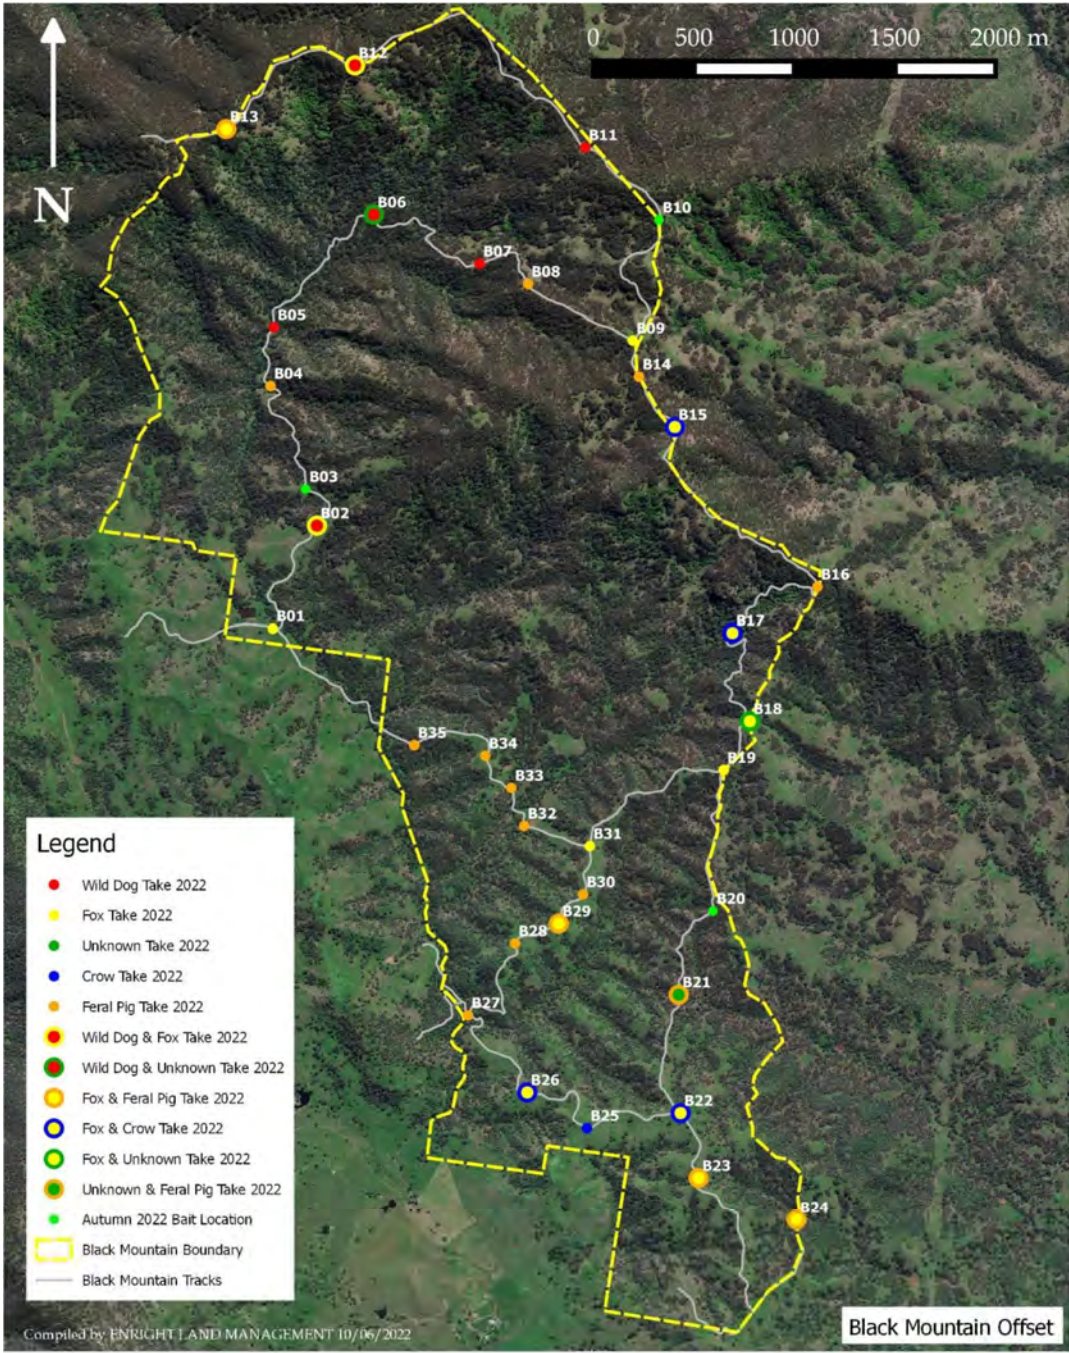 0 500 1000 1500 2000 m
N
B12
B13
B11
B06
B10
B07
B08
B05
B09
B14
B04
B15
B03
B02
B16
B01
B17
B18
B35
B34
B19
B33
B32
B31
B30
B20
B29
B28
B21
B27
B26
B22
B25
B23
B24
Legend
Wild Dog Take 2022
Fox Take 2022
Unknown Take 2022
Crow Take 2022
Feral Pig Take 2022
Wild Dog & Fox Take 2022
Wild Dog & Unknown Take 2022
Fox & Feral Pig Take 2022
Fox & Crow Take 2022
Fox & Unknown Take 2022
Unknown & Feral Pig Take 2022
Autumn 2022 Bait Location
Black Mountain Boundary
Black Mountain Tracks
Compiled by ENRIGHT LAND MANAGEMENT 10/06/2022
Black Mountain Offset